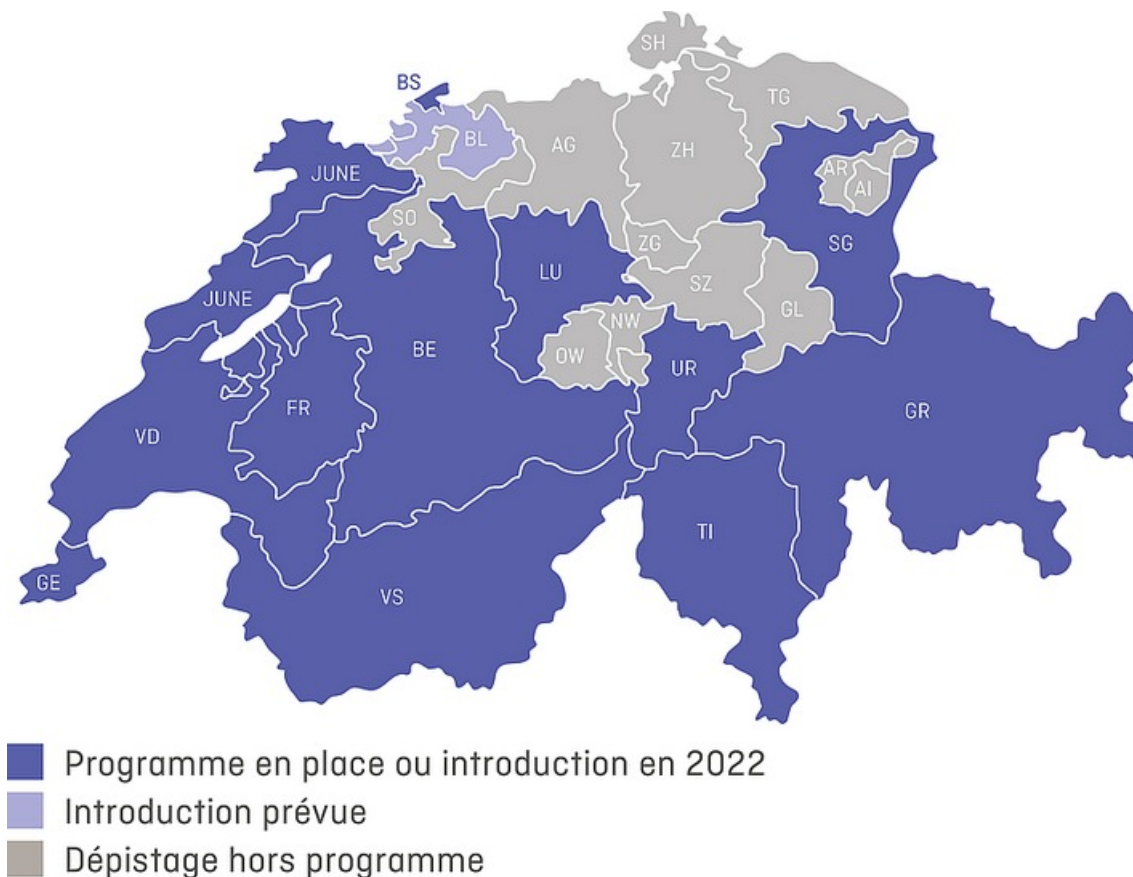 SH
BS
TG
BL
AG
ZH
JUNE
AR
AI
SO
ZG
SG
LU
SZ
JUNE
GL
NW
BE
OW
UR
FR
GR
VD
TI
GE
VS
Programme en place ou introduction en 2022
Introduction prévue
Dépistage hors programme